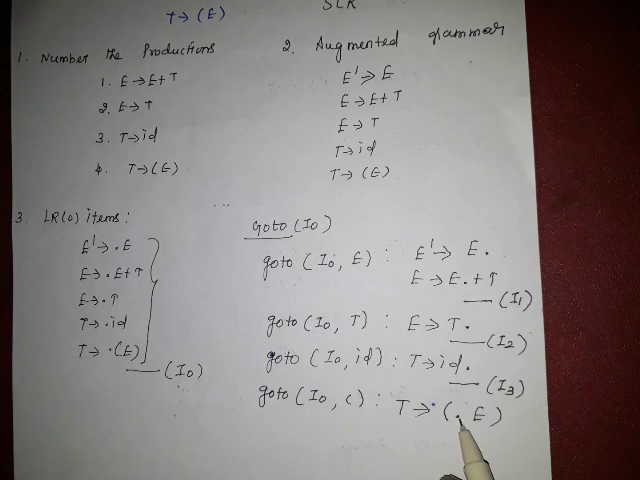 SLR
T→(E)
1. Number the Productions
1. E→E+T
2. E→T
3. T→id
4. T→(E)
2. Augmented grammar
E'→E
E→E+T
E→T
T→id
T→(E)
3. LR(0) items:
E'→.E
E→.E+T
E→.T
T→.id
T→.(E)
(I0)
Goto(I0)
goto(I0, E): E'→E.
E→E.+T
(I1)
goto(I0, T): E→T.
(I2)
goto(I0, id): T→id.
(I3)
goto(I0, (): T→(.E)